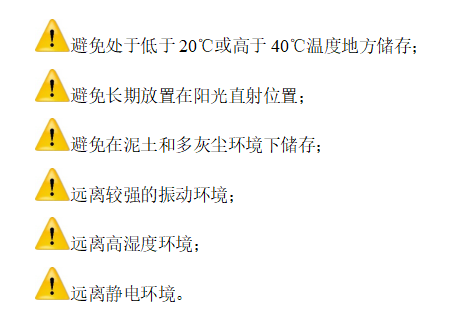 避免处于低于 20℃或高于 40℃温度地方储存；
避免长期放置在阳光直射位置；
避免在泥土和多灰尘环境下储存；
远离较强的振动环境；
远离高湿度环境；
远离静电环境。